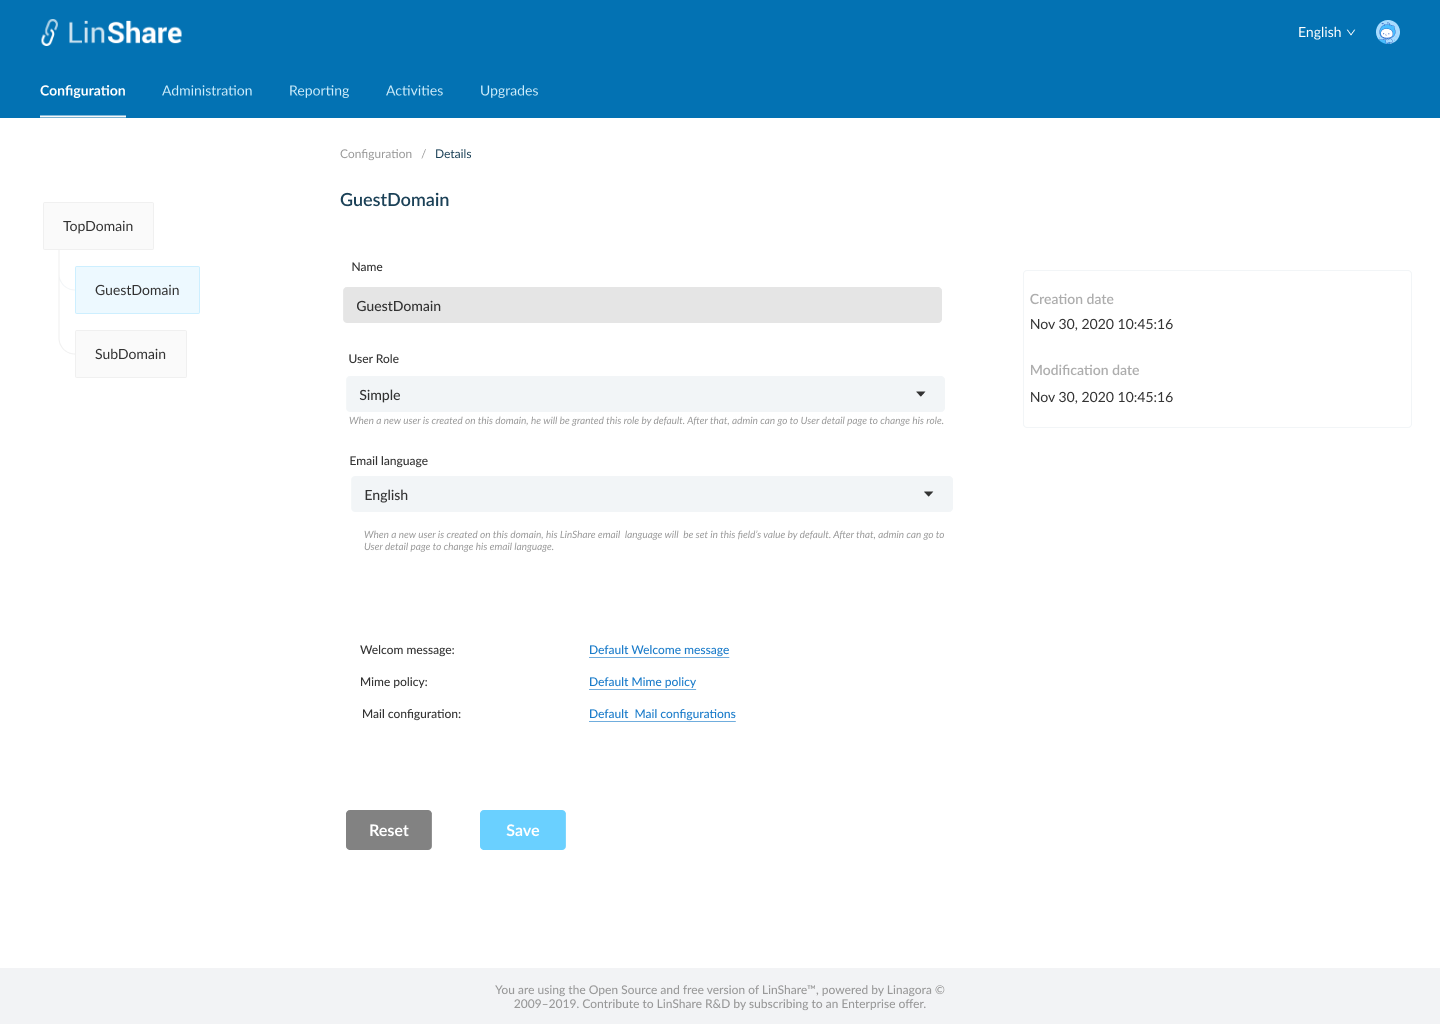 LinShare
English
Configuration Administration Reporting Activities Upgrades
Configuration / Details
GuestDomain
TopDomain
GuestDomain
SubDomain
Name
GuestDomain
User Role
Simple
When a new user is created on this domain, he will be granted this role by default. After that, admin can go to User detail page to change his role.
Email language
English
When a new user is created on this domain, his LinShare email  language will  be set in this field's value by default. After that, admin can go to
User detail page to change his email language.
Creation date
Nov 30, 2020 10:45:16
Modification date
Nov 30, 2020 10:45:16
Welcom message: Default Welcome message
Mime policy: Default Mime policy
Mail configuration: Default  Mail configurations
Reset Save
You are using the Open Source and free version of LinShare™, powered by Linagora ©
2009–2019. Contribute to LinShare R&D by subscribing to an Enterprise offer.